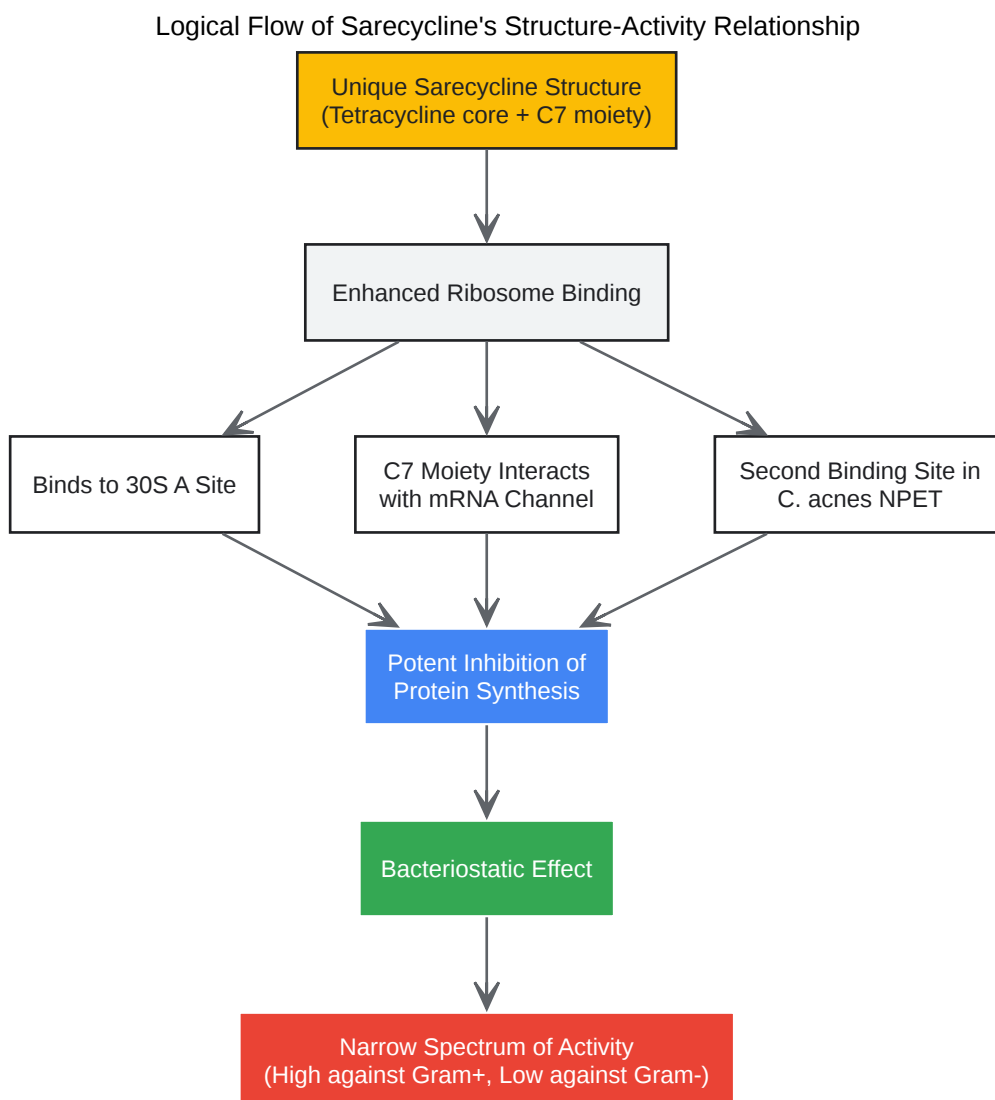 Logical Flow of Sarecycline's Structure-Activity Relationship
Unique Sarecycline Structure
(Tetracycline core + C7 moiety)
Enhanced Ribosome Binding
Binds to 30S A Site
C7 Moiety Interacts
with mRNA Channel
Second Binding Site in
C. acnes NPET
Potent Inhibition of
Protein Synthesis
Bacteriostatic Effect
Narrow Spectrum of Activity
(High against Gram+, Low against Gram-)